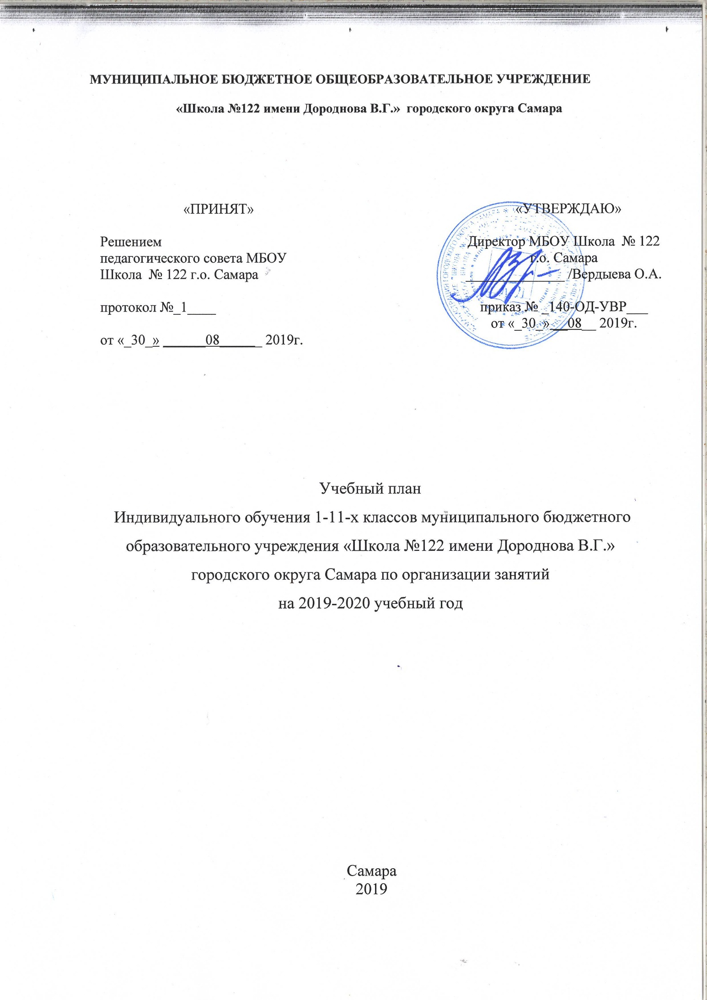 МУНИЦИПАЛЬНОЕ БЮДЖЕТНОЕ ОБЩЕОБРАЗОВАТЕЛЬНОЕ УЧРЕЖДЕНИЕ
«Школа №122 имени Дороднова В.Г.» городского округа Самара
«ПРИНЯТ»
Решением
педагогического совета МБОУ
Школа № 122 г.о. Самара
протокол №_1____
от «_30_» ______08______ 2019г.
«УТВЕРЖДАЮ»
Директор МБОУ Школа № 122
г.о. Самара
______________/Вердыева О.А.
приказ № _140-ОД-УВР___
от «_30_»__08__ 2019г.
Учебный план
Индивидуального обучения 1-11-х классов муниципального бюджетного
образовательного учреждения «Школа №122 имени Дороднова В.Г.»
городского округа Самара по организации занятий
на 2019-2020 учебный год
Самара
2019